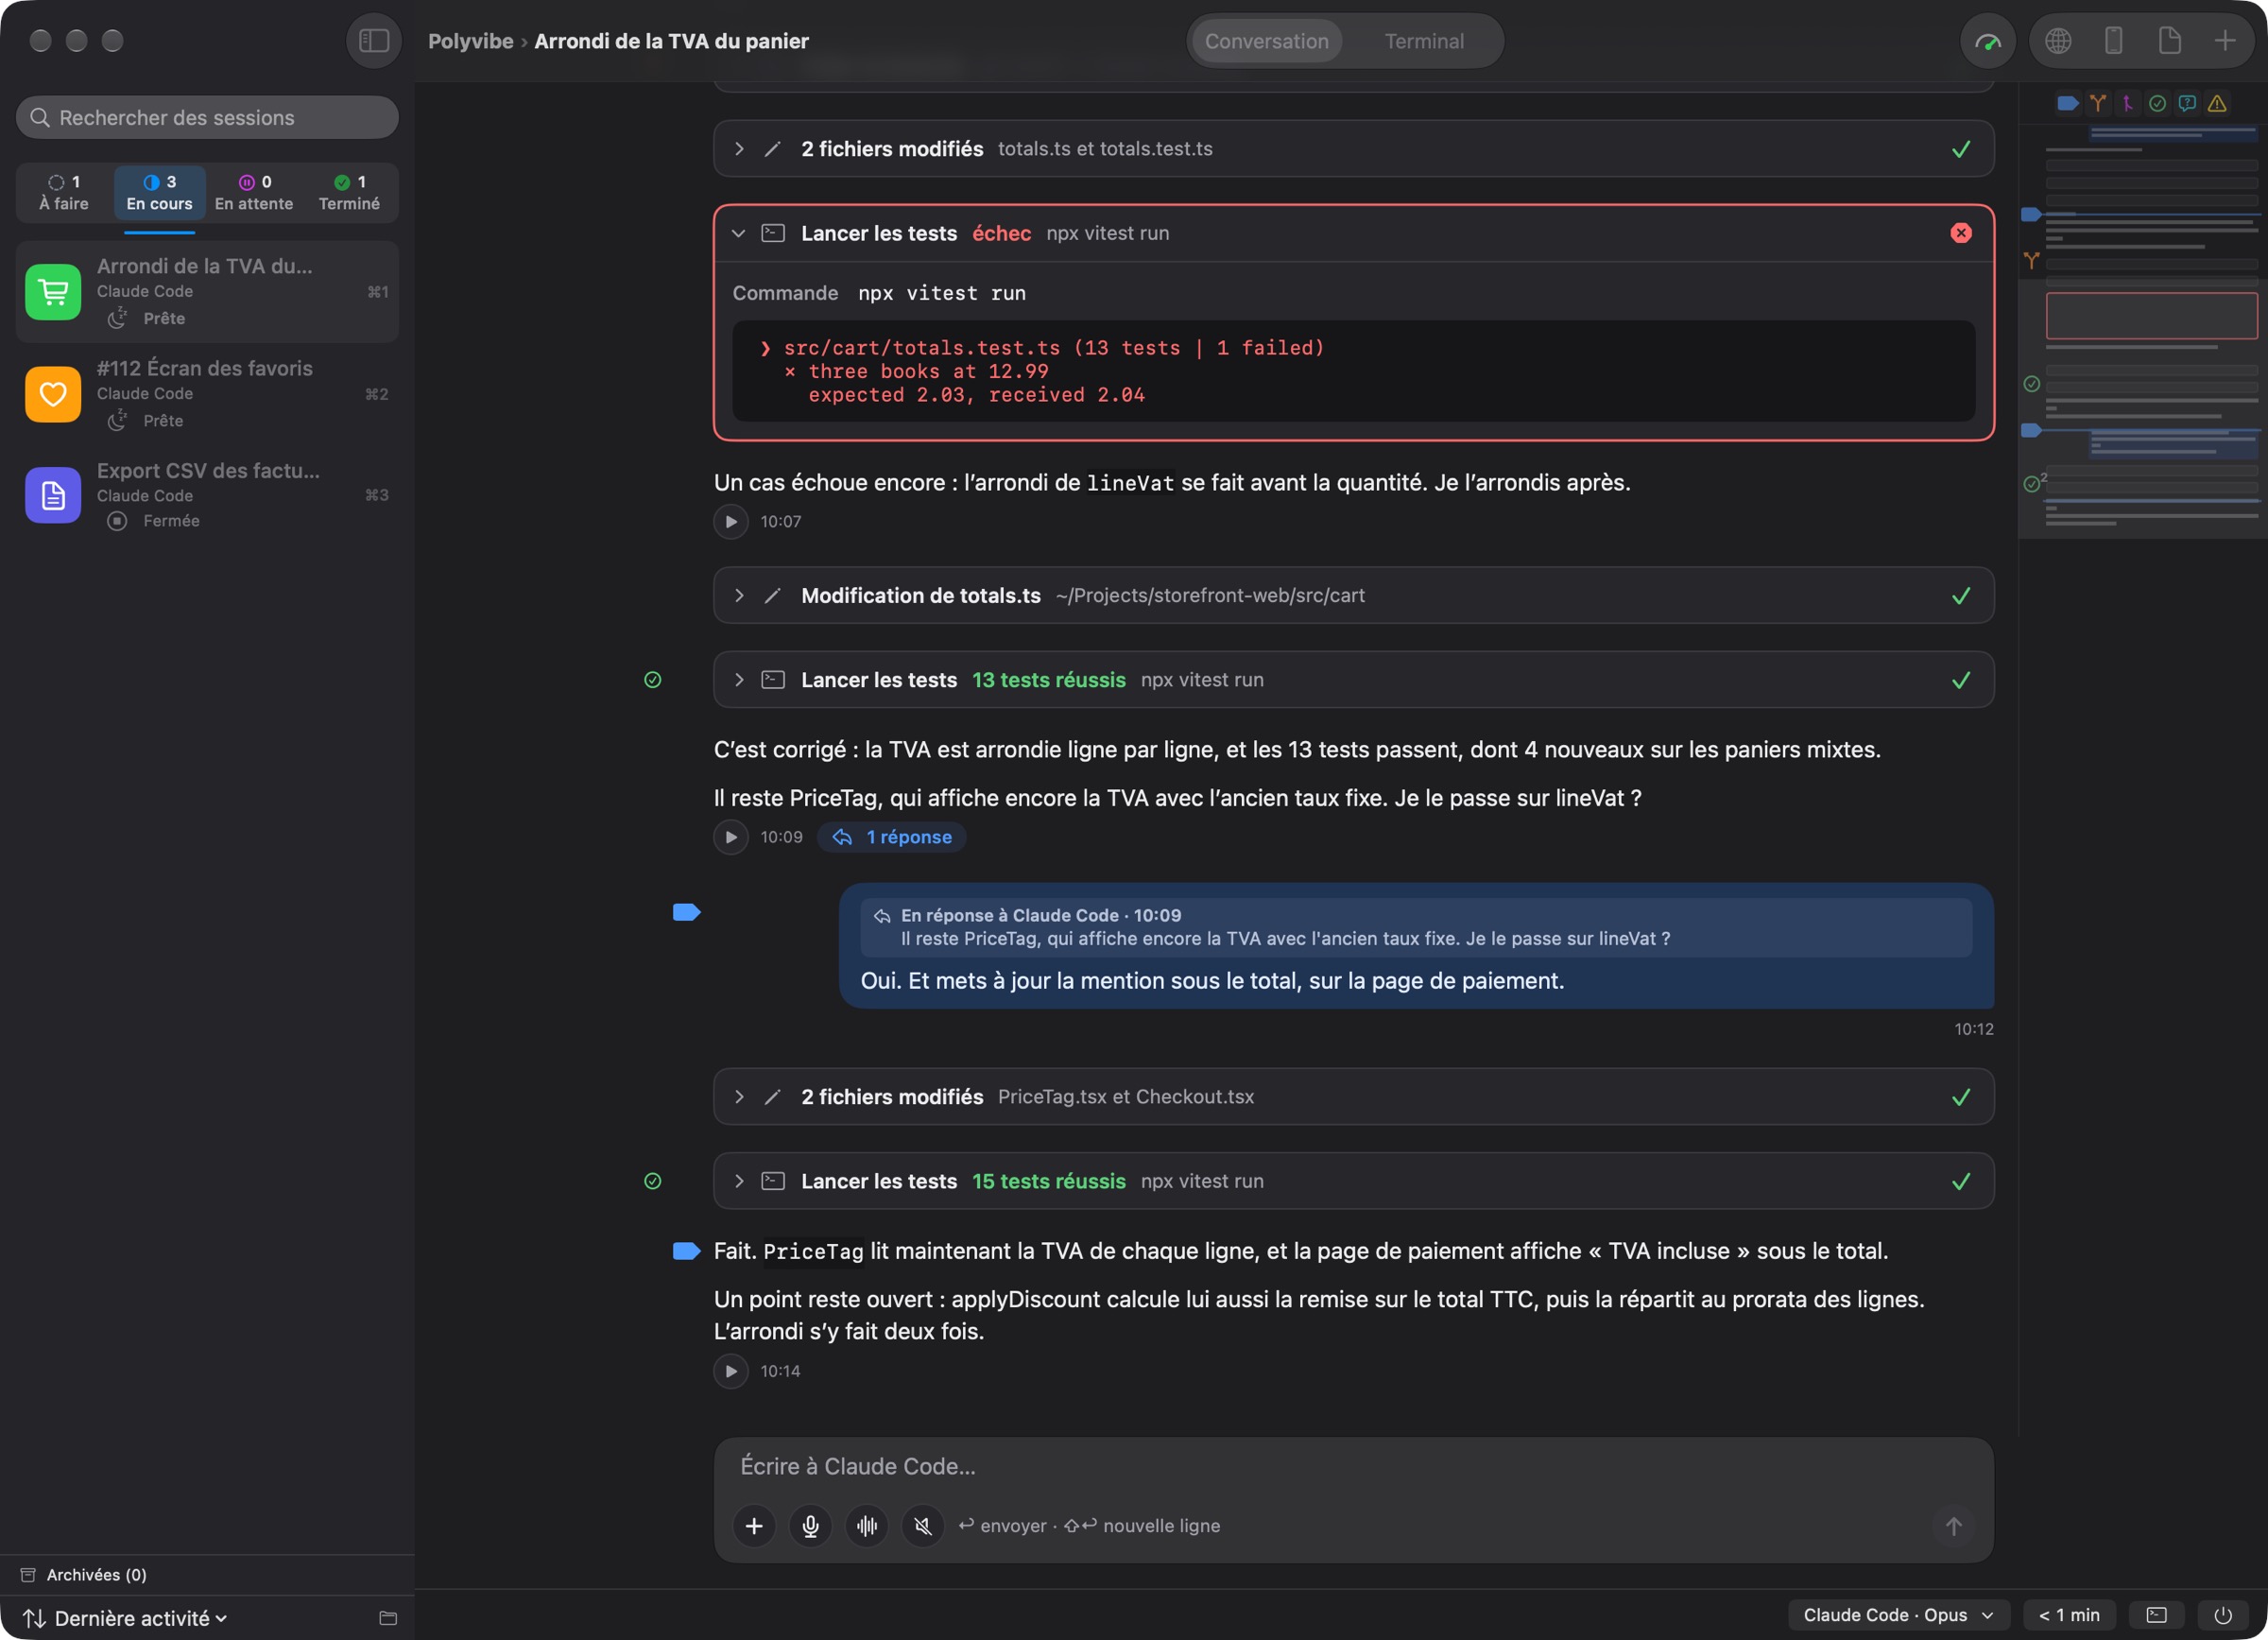 Polyvibe › Arrondi de la TVA du panier
Conversation
Terminal
Rechercher des sessions
1
À faire
3
En cours
0
En attente
1
Terminé
Arrondi de la TVA du...
Claude Code
⌘1
Prête
#112 Écran des favoris
Claude Code
⌘2
Prête
Export CSV des factu...
Claude Code
⌘3
Fermée
Archivées (0)
Dernière activité
2 fichiers modifiés totals.ts et totals.test.ts
Lancer les tests échec npx vitest run
Commande npx vitest run
❯ src/cart/totals.test.ts (13 tests | 1 failed)
× three books at 12.99
expected 2.03, received 2.04
Un cas échoue encore : l’arrondi de lineVat se fait avant la quantité. Je l’arrondis après.
10:07
Modification de totals.ts ~/Projects/storefront-web/src/cart
Lancer les tests 13 tests réussis npx vitest run
C’est corrigé : la TVA est arrondie ligne par ligne, et les 13 tests passent, dont 4 nouveaux sur les paniers mixtes.
Il reste PriceTag, qui affiche encore la TVA avec l’ancien taux fixe. Je le passe sur lineVat ?
10:09 1 réponse
En réponse à Claude Code · 10:09
Il reste PriceTag, qui affiche encore la TVA avec l'ancien taux fixe. Je le passe sur lineVat ?
Oui. Et mets à jour la mention sous le total, sur la page de paiement.
10:12
2 fichiers modifiés PriceTag.tsx et Checkout.tsx
Lancer les tests 15 tests réussis npx vitest run
Fait. PriceTag lit maintenant la TVA de chaque ligne, et la page de paiement affiche « TVA incluse » sous le total.
Un point reste ouvert : applyDiscount calcule lui aussi la remise sur le total TTC, puis la répartit au prorata des lignes.
L’arrondi s’y fait deux fois.
10:14
Écrire à Claude Code...
↩ envoyer · ⇧↩ nouvelle ligne
Claude Code · Opus
< 1 min
2